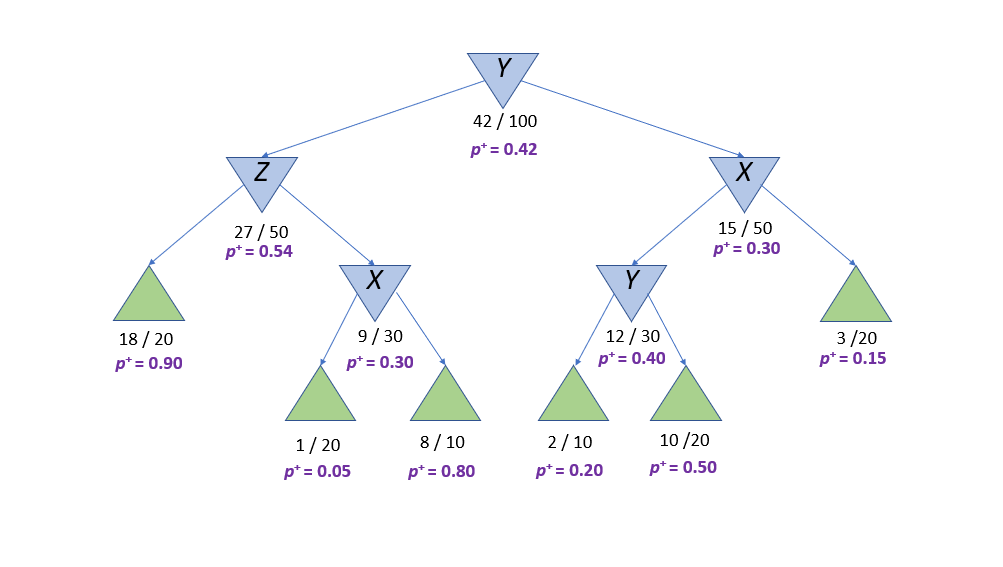 Y
42 / 100
p⁺ = 0.42
Z
27 / 50
p⁺ = 0.54
X
15 / 50
p⁺ = 0.30
18 / 20
p⁺ = 0.90
X
9 / 30
p⁺ = 0.30
Y
12 / 30
p⁺ = 0.40
3 /20
p⁺ = 0.15
1 / 20
p⁺ = 0.05
8 / 10
p⁺ = 0.80
2 / 10
p⁺ = 0.20
10 /20
p⁺ = 0.50